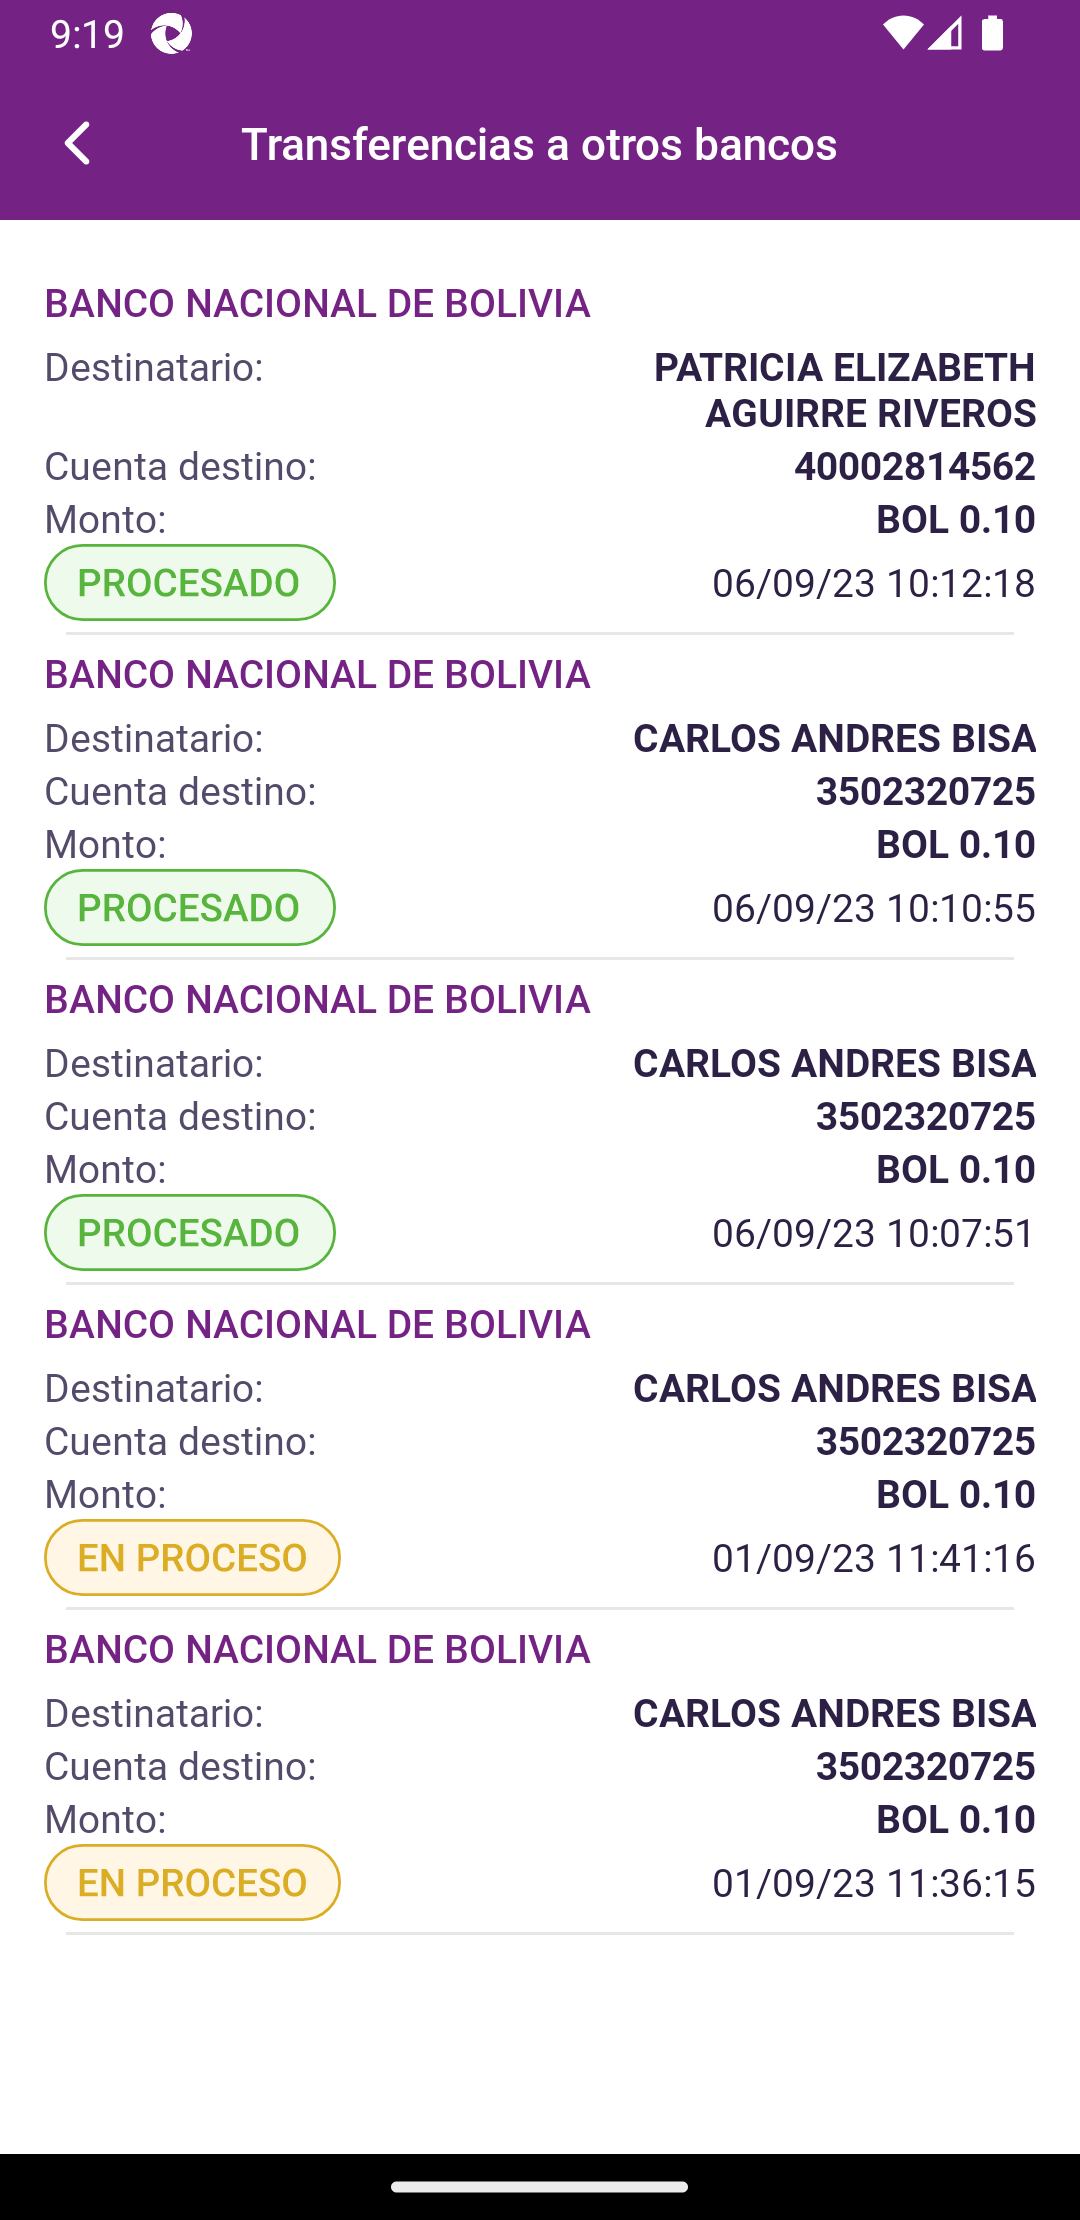 9:19
Transferencias a otros bancos
BANCO NACIONAL DE BOLIVIA
Destinatario: PATRICIA ELIZABETH
AGUIRRE RIVEROS
Cuenta destino: 40002814562
Monto: BOL 0.10
PROCESADO 06/09/23 10:12:18
BANCO NACIONAL DE BOLIVIA
Destinatario: CARLOS ANDRES BISA
Cuenta destino: 3502320725
Monto: BOL 0.10
PROCESADO 06/09/23 10:10:55
BANCO NACIONAL DE BOLIVIA
Destinatario: CARLOS ANDRES BISA
Cuenta destino: 3502320725
Monto: BOL 0.10
PROCESADO 06/09/23 10:07:51
BANCO NACIONAL DE BOLIVIA
Destinatario: CARLOS ANDRES BISA
Cuenta destino: 3502320725
Monto: BOL 0.10
EN PROCESO 01/09/23 11:41:16
BANCO NACIONAL DE BOLIVIA
Destinatario: CARLOS ANDRES BISA
Cuenta destino: 3502320725
Monto: BOL 0.10
EN PROCESO 01/09/23 11:36:15